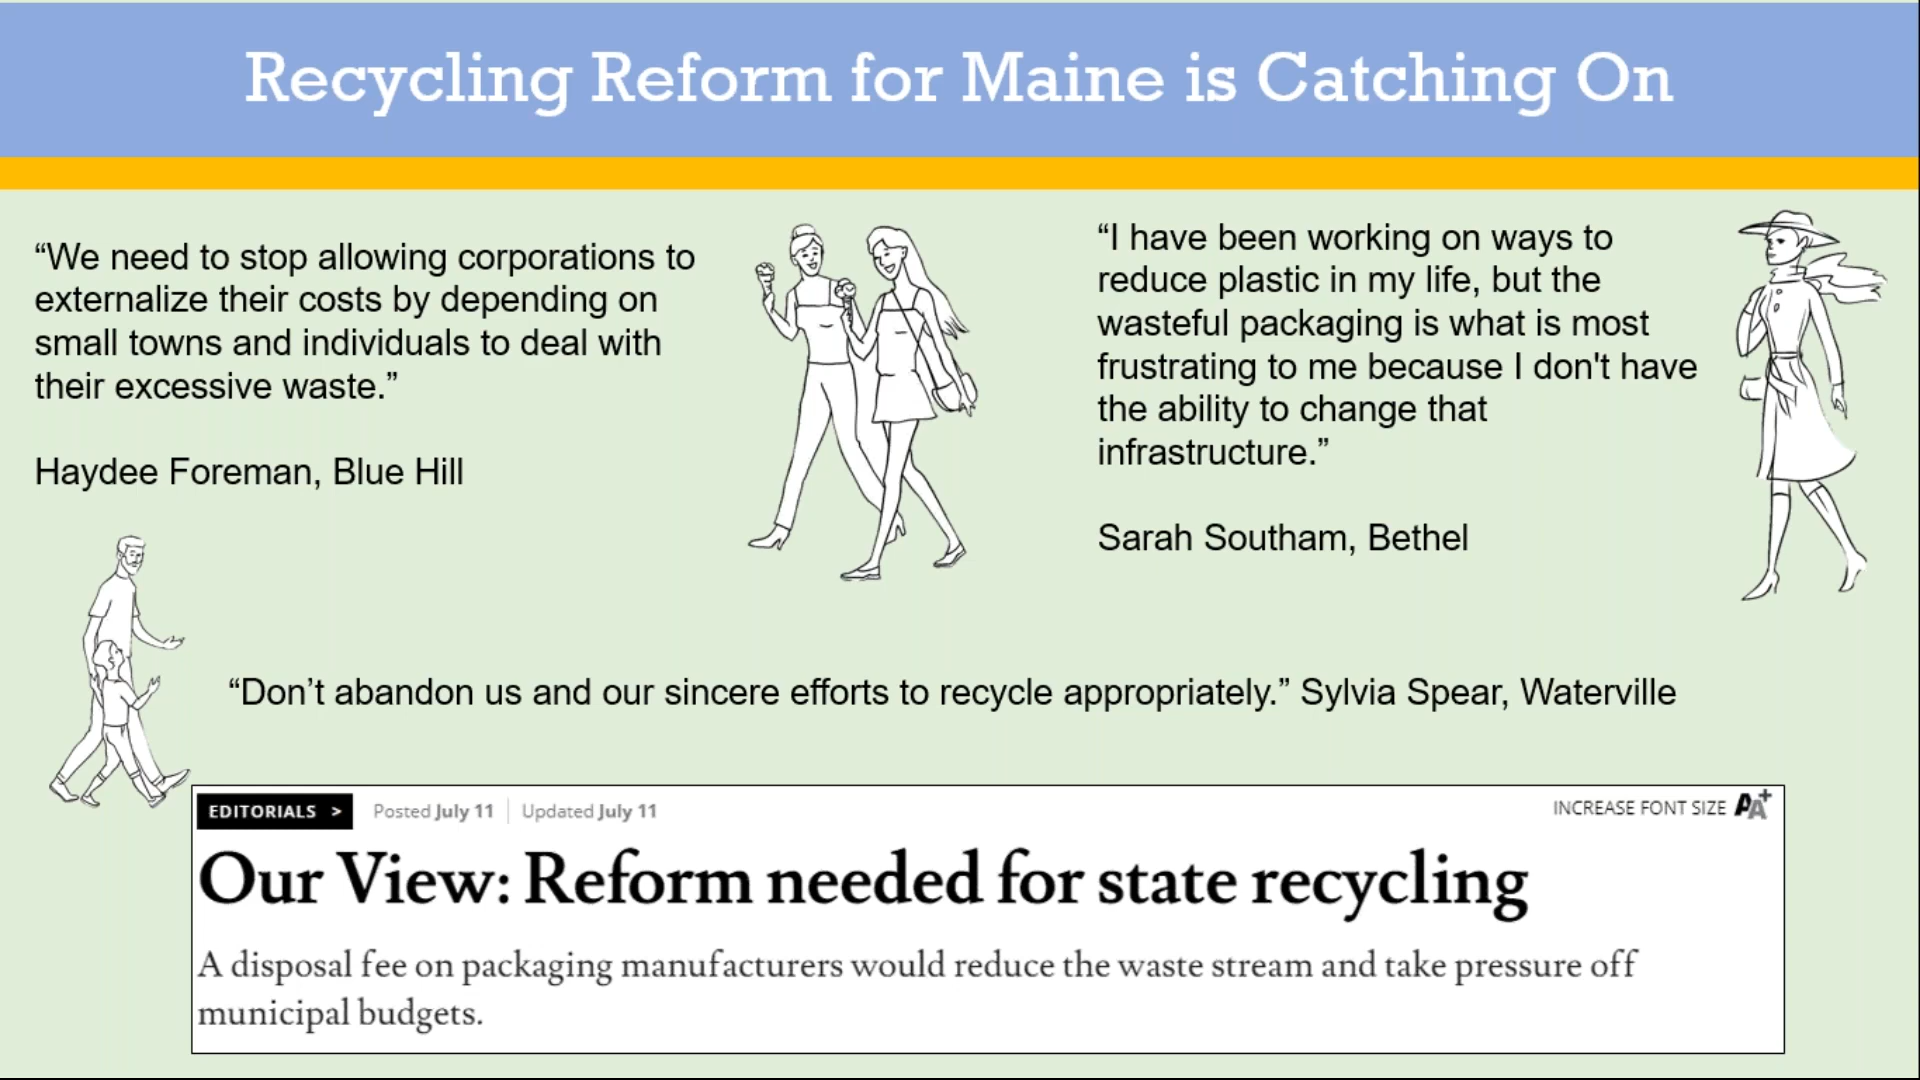 Recycling Reform for Maine is Catching On
“We need to stop allowing corporations to
externalize their costs by depending on
small towns and individuals to deal with
their excessive waste.”
Haydee Foreman, Blue Hill
“I have been working on ways to
reduce plastic in my life, but the
wasteful packaging is what is most
frustrating to me because I don't have
the ability to change that
infrastructure.”
Sarah Southam, Bethel
“Don’t abandon us and our sincere efforts to recycle appropriately.” Sylvia Spear, Waterville
EDITORIALS > Posted July 11 Updated July 11 INCREASE FONT SIZE AA+
Our View: Reform needed for state recycling
A disposal fee on packaging manufacturers would reduce the waste stream and take pressure off
municipal budgets.